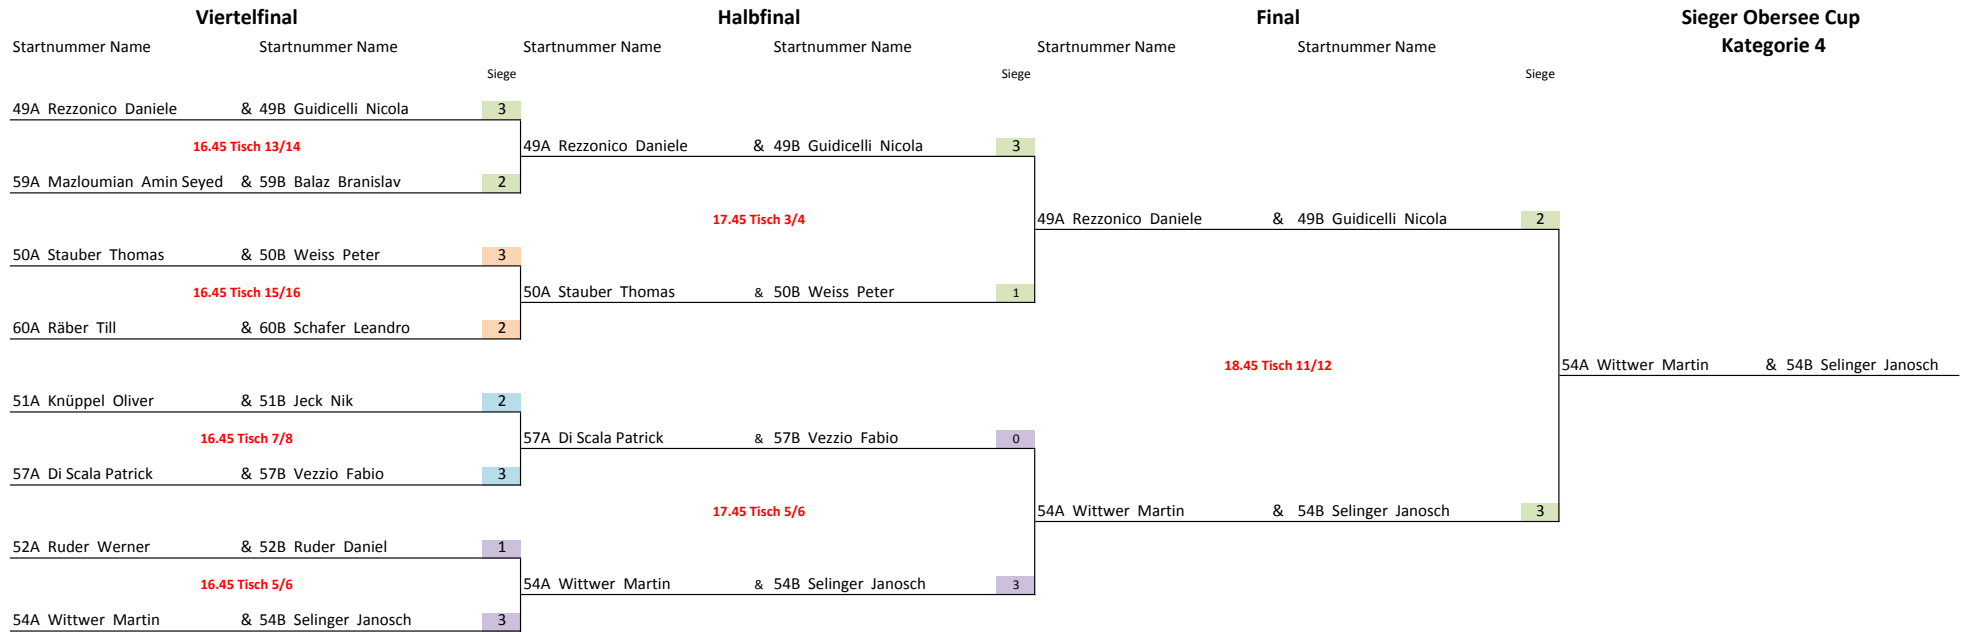 Viertelfinal Halbfinal Final Sieger Obersee Cup
Startnummer Name Startnummer Name Startnummer Name Startnummer Name Startnummer Name Startnummer Name Kategorie 4
Siege Siege Siege
49A Rezzonico Daniele & 49B Guidicelli Nicola 3
16.45 Tisch 13/14 49A Rezzonico Daniele & 49B Guidicelli Nicola 3
59A Mazloumian Amin Seyed & 59B Balaz Branislav 2
17.45 Tisch 3/4 49A Rezzonico Daniele & 49B Guidicelli Nicola 2
50A Stauber Thomas & 50B Weiss Peter 3
16.45 Tisch 15/16 50A Stauber Thomas & 50B Weiss Peter 1
60A Räber Till & 60B Schafer Leandro 2
18.45 Tisch 11/12 54A Wittwer Martin & 54B Selinger Janosch
51A Knüppel Oliver & 51B Jeck Nik 2
16.45 Tisch 7/8 57A Di Scala Patrick & 57B Vezzio Fabio 0
57A Di Scala Patrick & 57B Vezzio Fabio 3
17.45 Tisch 5/6 54A Wittwer Martin & 54B Selinger Janosch 3
52A Ruder Werner & 52B Ruder Daniel 1
16.45 Tisch 5/6 54A Wittwer Martin & 54B Selinger Janosch 3
54A Wittwer Martin & 54B Selinger Janosch 3